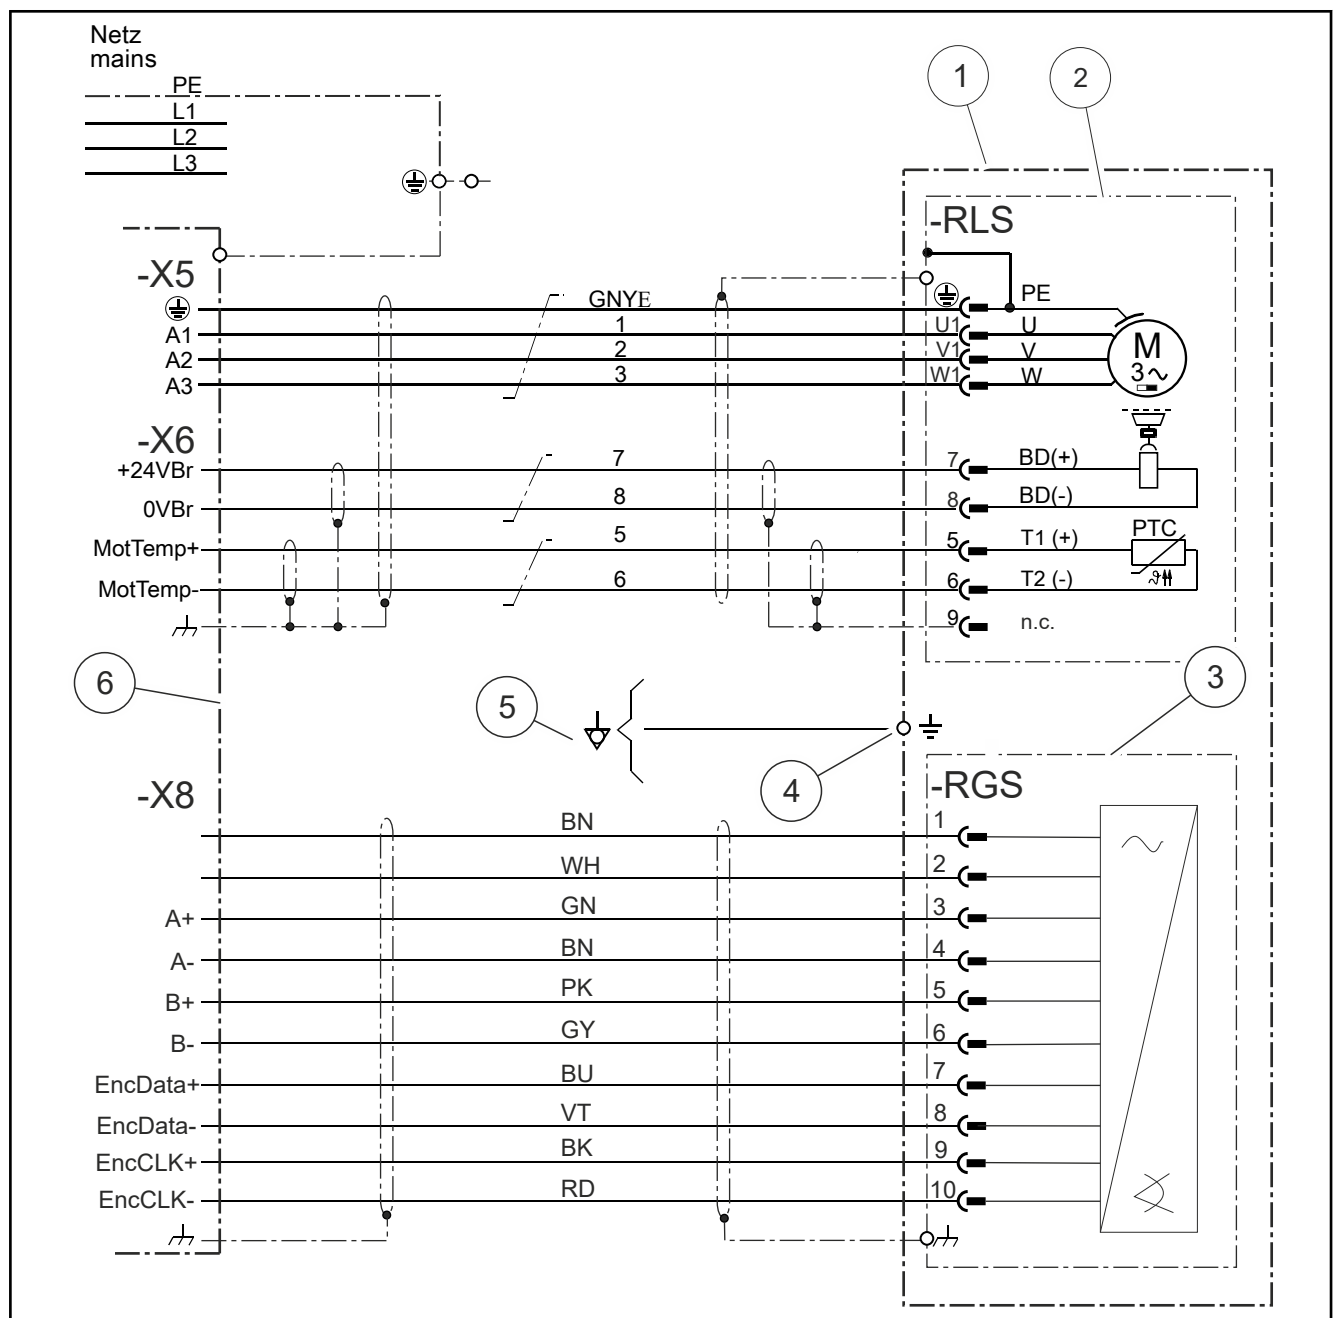 Netz
mains
PE
L1
L2
L3
1
2
-RLS
-X5
GNYE
PE
A1
1
U1
U
A2
2
V1
V
A3
3
W1
W
M
3~
-X6
+24VBr
7
7
BD(+)
0VBr
8
8
BD(-)
MotTemp+
5
5
T1 (+)
PTC
ϑ
MotTemp-
6
6
T2 (-)
9
n.c.
6
5
3
4
-X8
-RGS
BN
1
WH
2
A+
GN
3
A-
BN
4
B+
PK
5
B-
GY
6
EncData+
BU
7
EncData-
VT
8
EncCLK+
BK
9
EncCLK-
RD
10